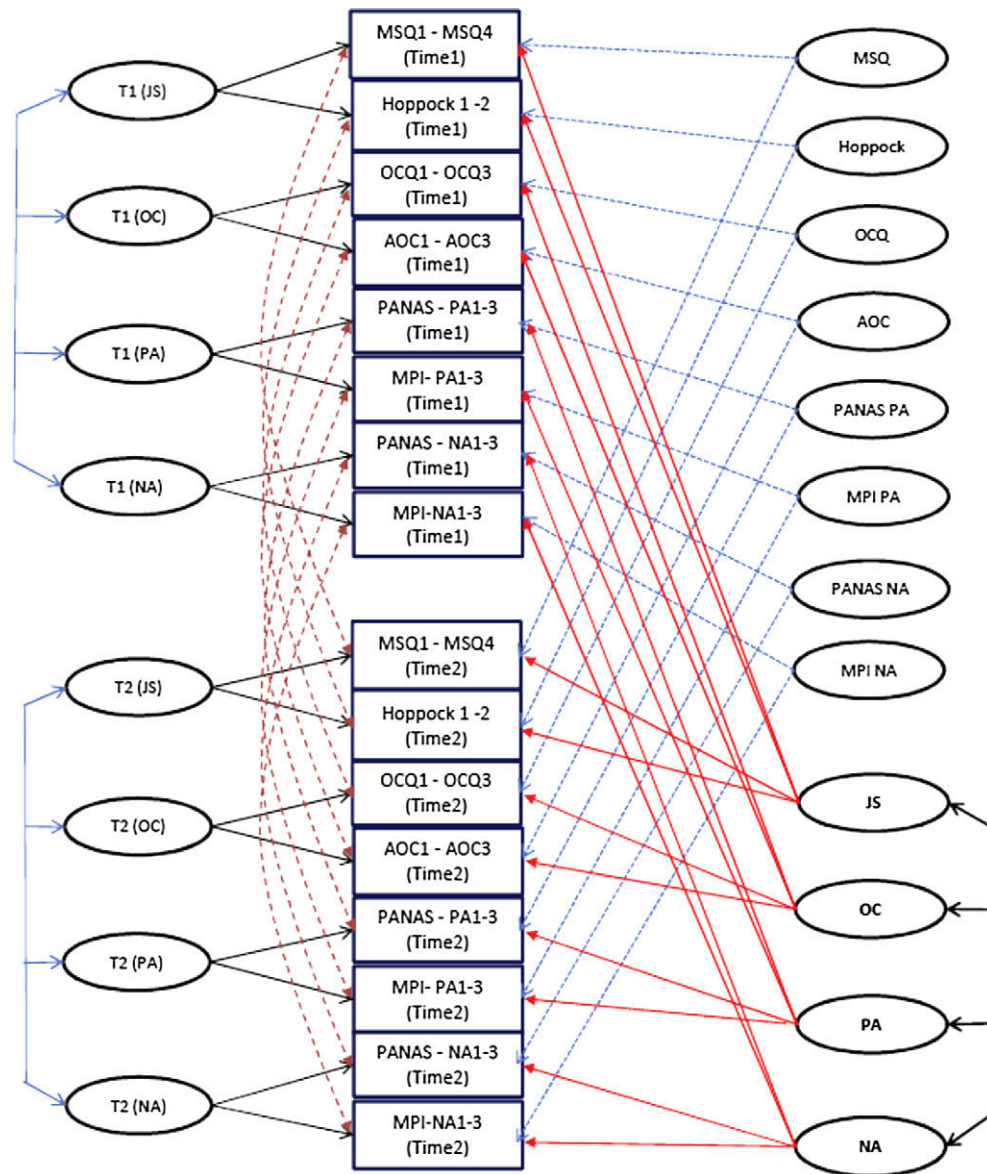 T1 (JS)
T1 (OC)
T1 (PA)
T1 (NA)
T2 (JS)
T2 (OC)
T2 (PA)
T2 (NA)
MSQ1 - MSQ4
(Time1)
Hoppock 1 -2
(Time1)
OCQ1 - OCQ3
(Time1)
AOC1 - AOC3
(Time1)
PANAS - PA1-3
(Time1)
MPI- PA1-3
(Time1)
PANAS - NA1-3
(Time1)
MPI-NA1-3
(Time1)
MSQ1 - MSQ4
(Time2)
Hoppock 1 -2
(Time2)
OCQ1 - OCQ3
(Time2)
AOC1 - AOC3
(Time2)
PANAS - PA1-3
(Time2)
MPI- PA1-3
(Time2)
PANAS - NA1-3
(Time2)
MPI-NA1-3
(Time2)
MSQ
Hoppock
OCQ
AOC
PANAS PA
MPI PA
PANAS NA
MPI NA
JS
OC
PA
NA